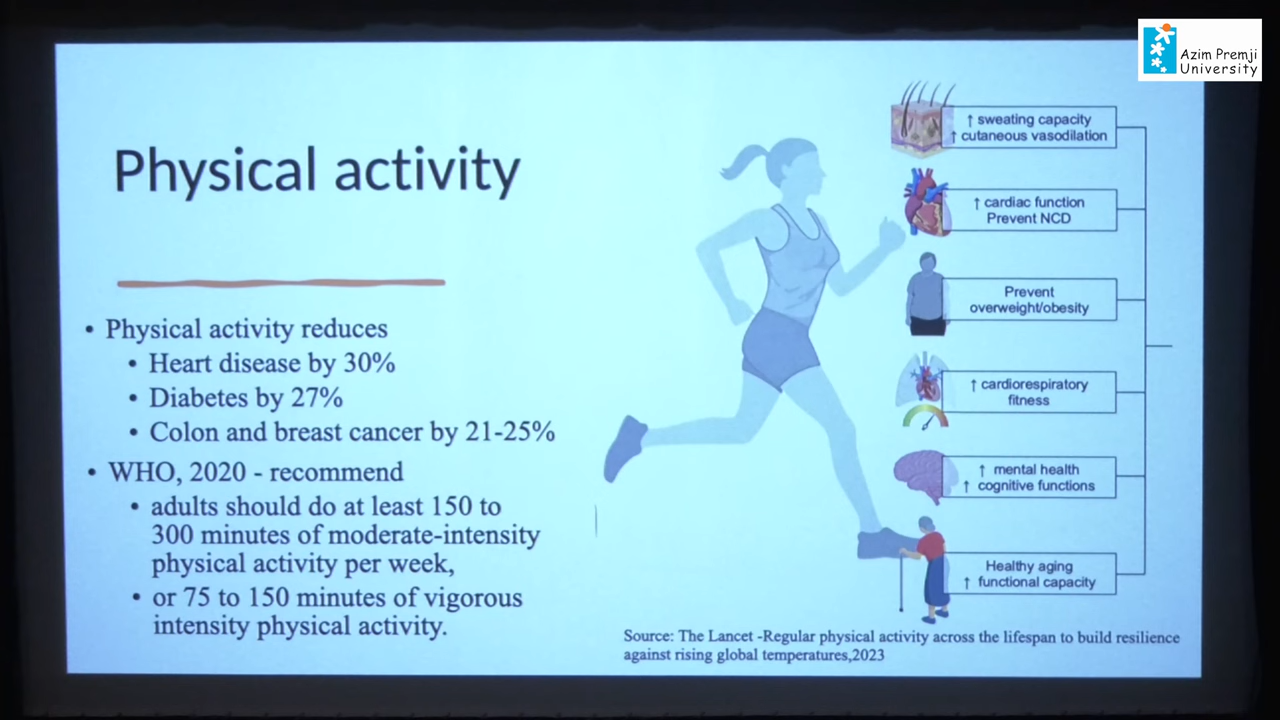 Azim Premji
University
Physical activity
• Physical activity reduces
• Heart disease by 30%
• Diabetes by 27%
• Colon and breast cancer by 21-25%
• WHO, 2020 - recommend
• adults should do at least 150 to
300 minutes of moderate-intensity
physical activity per week,
• or 75 to 150 minutes of vigorous
intensity physical activity.
↑ sweating capacity
↑ cutaneous vasodilation
↑ cardiac function
Prevent NCD
Prevent
overweight/obesity
↑ cardiorespiratory
fitness
↑ mental health
↑ cognitive functions
Healthy aging
↑ functional capacity
Source: The Lancet -Regular physical activity across the lifespan to build resilience
against rising global temperatures,2023